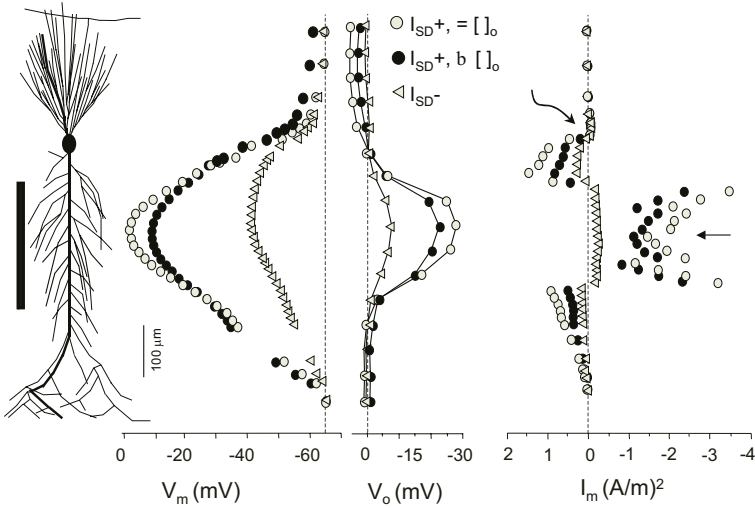 I_SD+, = [ ]_o
I_SD+, b [ ]_o
I_SD-
100 µm
0 -20 -40 -60
0 -15 -30
2 1 0 -1 -2 -3 -4
V_m (mV)
V_o (mV)
I_m (A/m)²